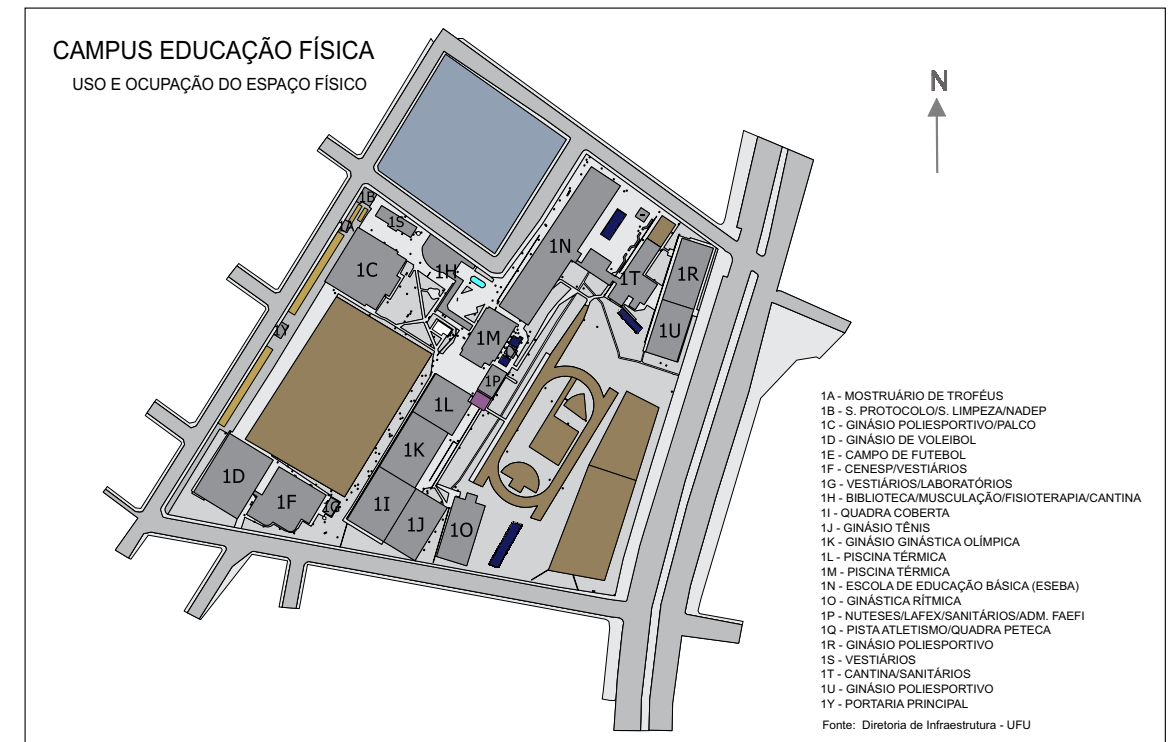 CAMPUS EDUCAÇÃO FÍSICA
USO E OCUPAÇÃO DO ESPAÇO FÍSICO
N
1B
1A
1S
1C
1H
1N
1T
1R
1U
1M
1P
1L
1K
1D
1F
1G
1I
1J
1O
1A - MOSTRUÁRIO DE TROFÉUS
1B - S. PROTOCOLO/S. LIMPEZA/NADEP
1C - GINÁSIO POLIESPORTIVO/PALCO
1D - GINÁSIO DE VOLEIBOL
1E - CAMPO DE FUTEBOL
1F - CENESP/VESTIÁRIOS
1G - VESTIÁRIOS/LABORATÓRIOS
1H - BIBLIOTECA/MUSCULAÇÃO/FISIOTERAPIA/CANTINA
1I - QUADRA COBERTA
1J - GINÁSIO TÊNIS
1K - GINÁSIO GINÁSTICA OLÍMPICA
1L - PISCINA TÉRMICA
1M - PISCINA TÉRMICA
1N - ESCOLA DE EDUCAÇÃO BÁSICA (ESEBA)
1O - GINÁSTICA RÍTMICA
1P - NUTESES/LAFEX/SANITÁRIOS/ADM. FAEFI
1Q - PISTA ATLETISMO/QUADRA PETECA
1R - GINÁSIO POLIESPORTIVO
1S - VESTIÁRIOS
1T - CANTINA/SANITÁRIOS
1U - GINÁSIO POLIESPORTIVO
1Y - PORTARIA PRINCIPAL
Fonte: Diretoria de Infraestrutura - UFU